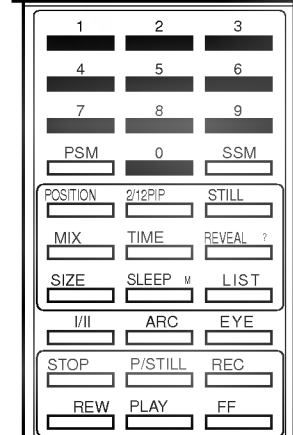 1 2 3
4 5 6
7 8 9
PSM 0 SSM
POSITION 2/12PIP STILL
MIX TIME REVEAL ?
SIZE SLEEP M LIST
I/II ARC EYE
STOP P/STILL REC
REW PLAY FF